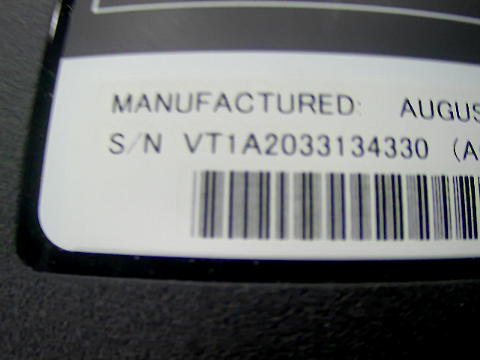 MANUFACTURED: AUGUS
S/N VT1A2033134330 (A